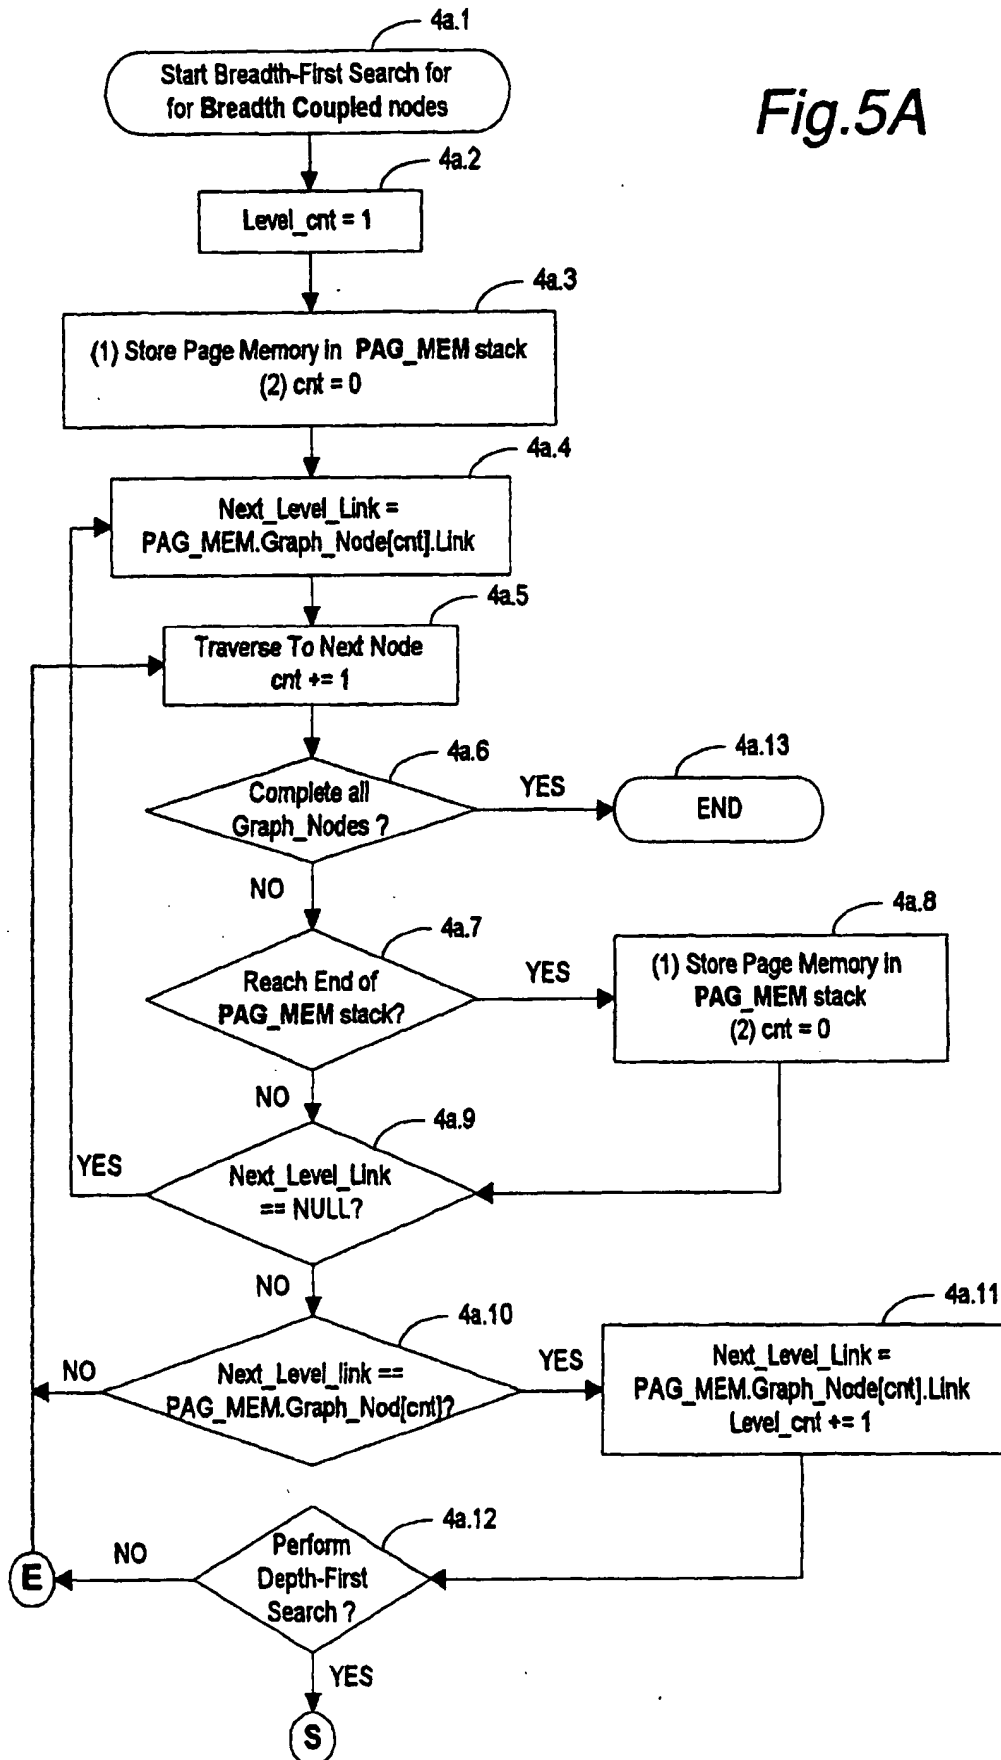 4a.1
Start Breadth-First Search for
for Breadth Coupled nodes
Fig.5A
4a.2
Level_cnt = 1
4a.3
(1) Store Page Memory in PAG_MEM stack
(2) cnt = 0
4a.4
Next_Level_Link =
PAG_MEM.Graph_Node[cnt].Link
4a.5
Traverse To Next Node
cnt += 1
4a.6
Complete all
Graph_Nodes ?
YES
4a.13
END
NO
4a.7
Reach End of
PAG_MEM stack?
YES
4a.8
(1) Store Page Memory in
PAG_MEM stack
(2) cnt = 0
NO
4a.9
YES
Next_Level_Link
== NULL?
NO
4a.10
NO
Next_Level_link ==
PAG_MEM.Graph_Nod[cnt]?
YES
4a.11
Next_Level_Link =
PAG_MEM.Graph_Node[cnt].Link
Level_cnt += 1
4a.12
Perform
Depth-First
Search ?
NO
E
YES
S